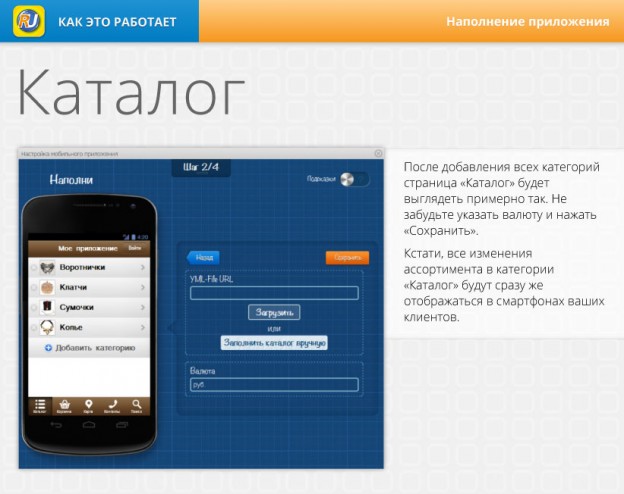 RU КАК ЭТО РАБОТАЕТ
Наполнение приложения
Каталог
Настройка мобильного приложения
Шаг 2/4
Наполни
Подсказки
4:20
Мое приложение Войти
Воротнички
Клатчи
Сумочки
Колье
Добавить категорию
Каталог Корзина Карта Контакты Поиск
Назад
Сохранить
YML-File URL
Загрузить
или
Заполнить каталог вручную
Валюта
руб.
После добавления всех категорий
страница «Каталог» будет
выглядеть примерно так. Не
забудьте указать валюту и нажать
«Сохранить».
Кстати, все изменения
ассортимента в категории
«Каталог» будут сразу же
отображаться в смартфонах ваших
клиентов.